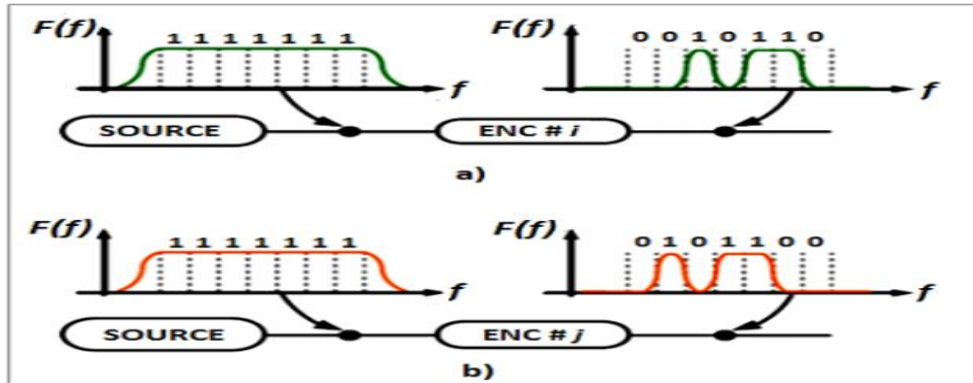 F(f) 1 1 1 1 1 1 1 f
F(f) 0 0 1 0 1 1 0 f
SOURCE ENC # i
a)
F(f) 1 1 1 1 1 1 1 f
F(f) 0 1 0 1 1 0 0 f
SOURCE ENC # j
b)